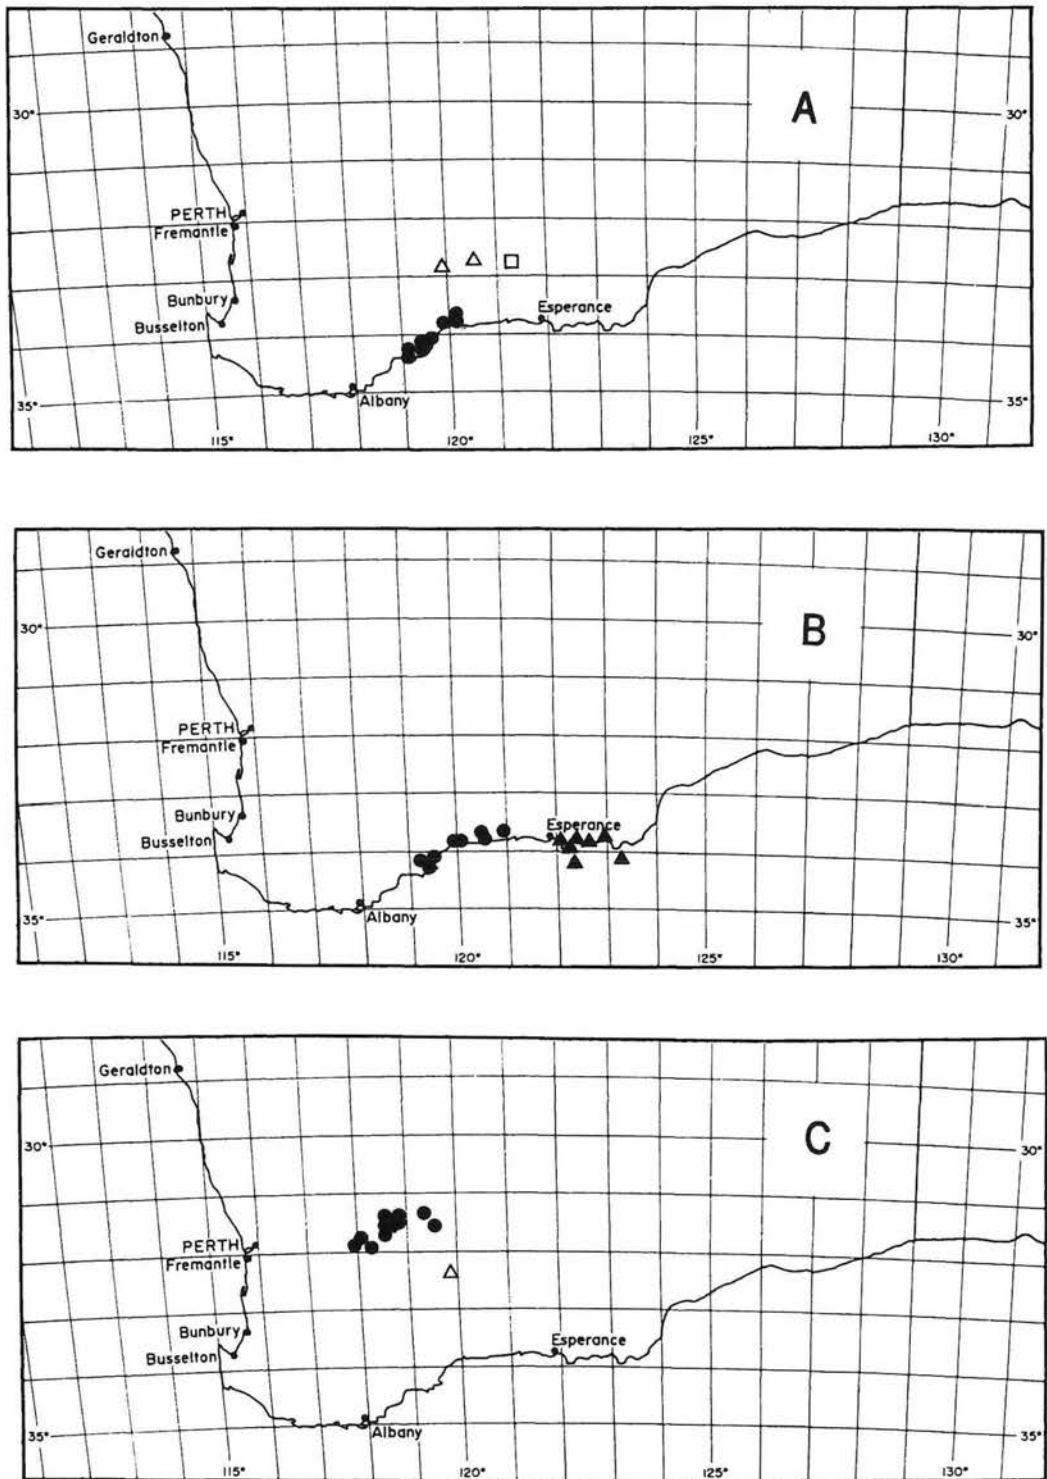 Geraldton
30°
A
30°
PERTH
Fremantle
Bunbury
Busselton
Esperance
Albany
35°
35°
115°
120°
125°
130°
Geraldton
30°
B
30°
PERTH
Fremantle
Bunbury
Busselton
Esperance
Albany
35°
35°
115°
120°
125°
130°
Geraldton
30°
C
30°
PERTH
Fremantle
Bunbury
Busselton
Esperance
Albany
35°
35°
115°
120°
125°
130°